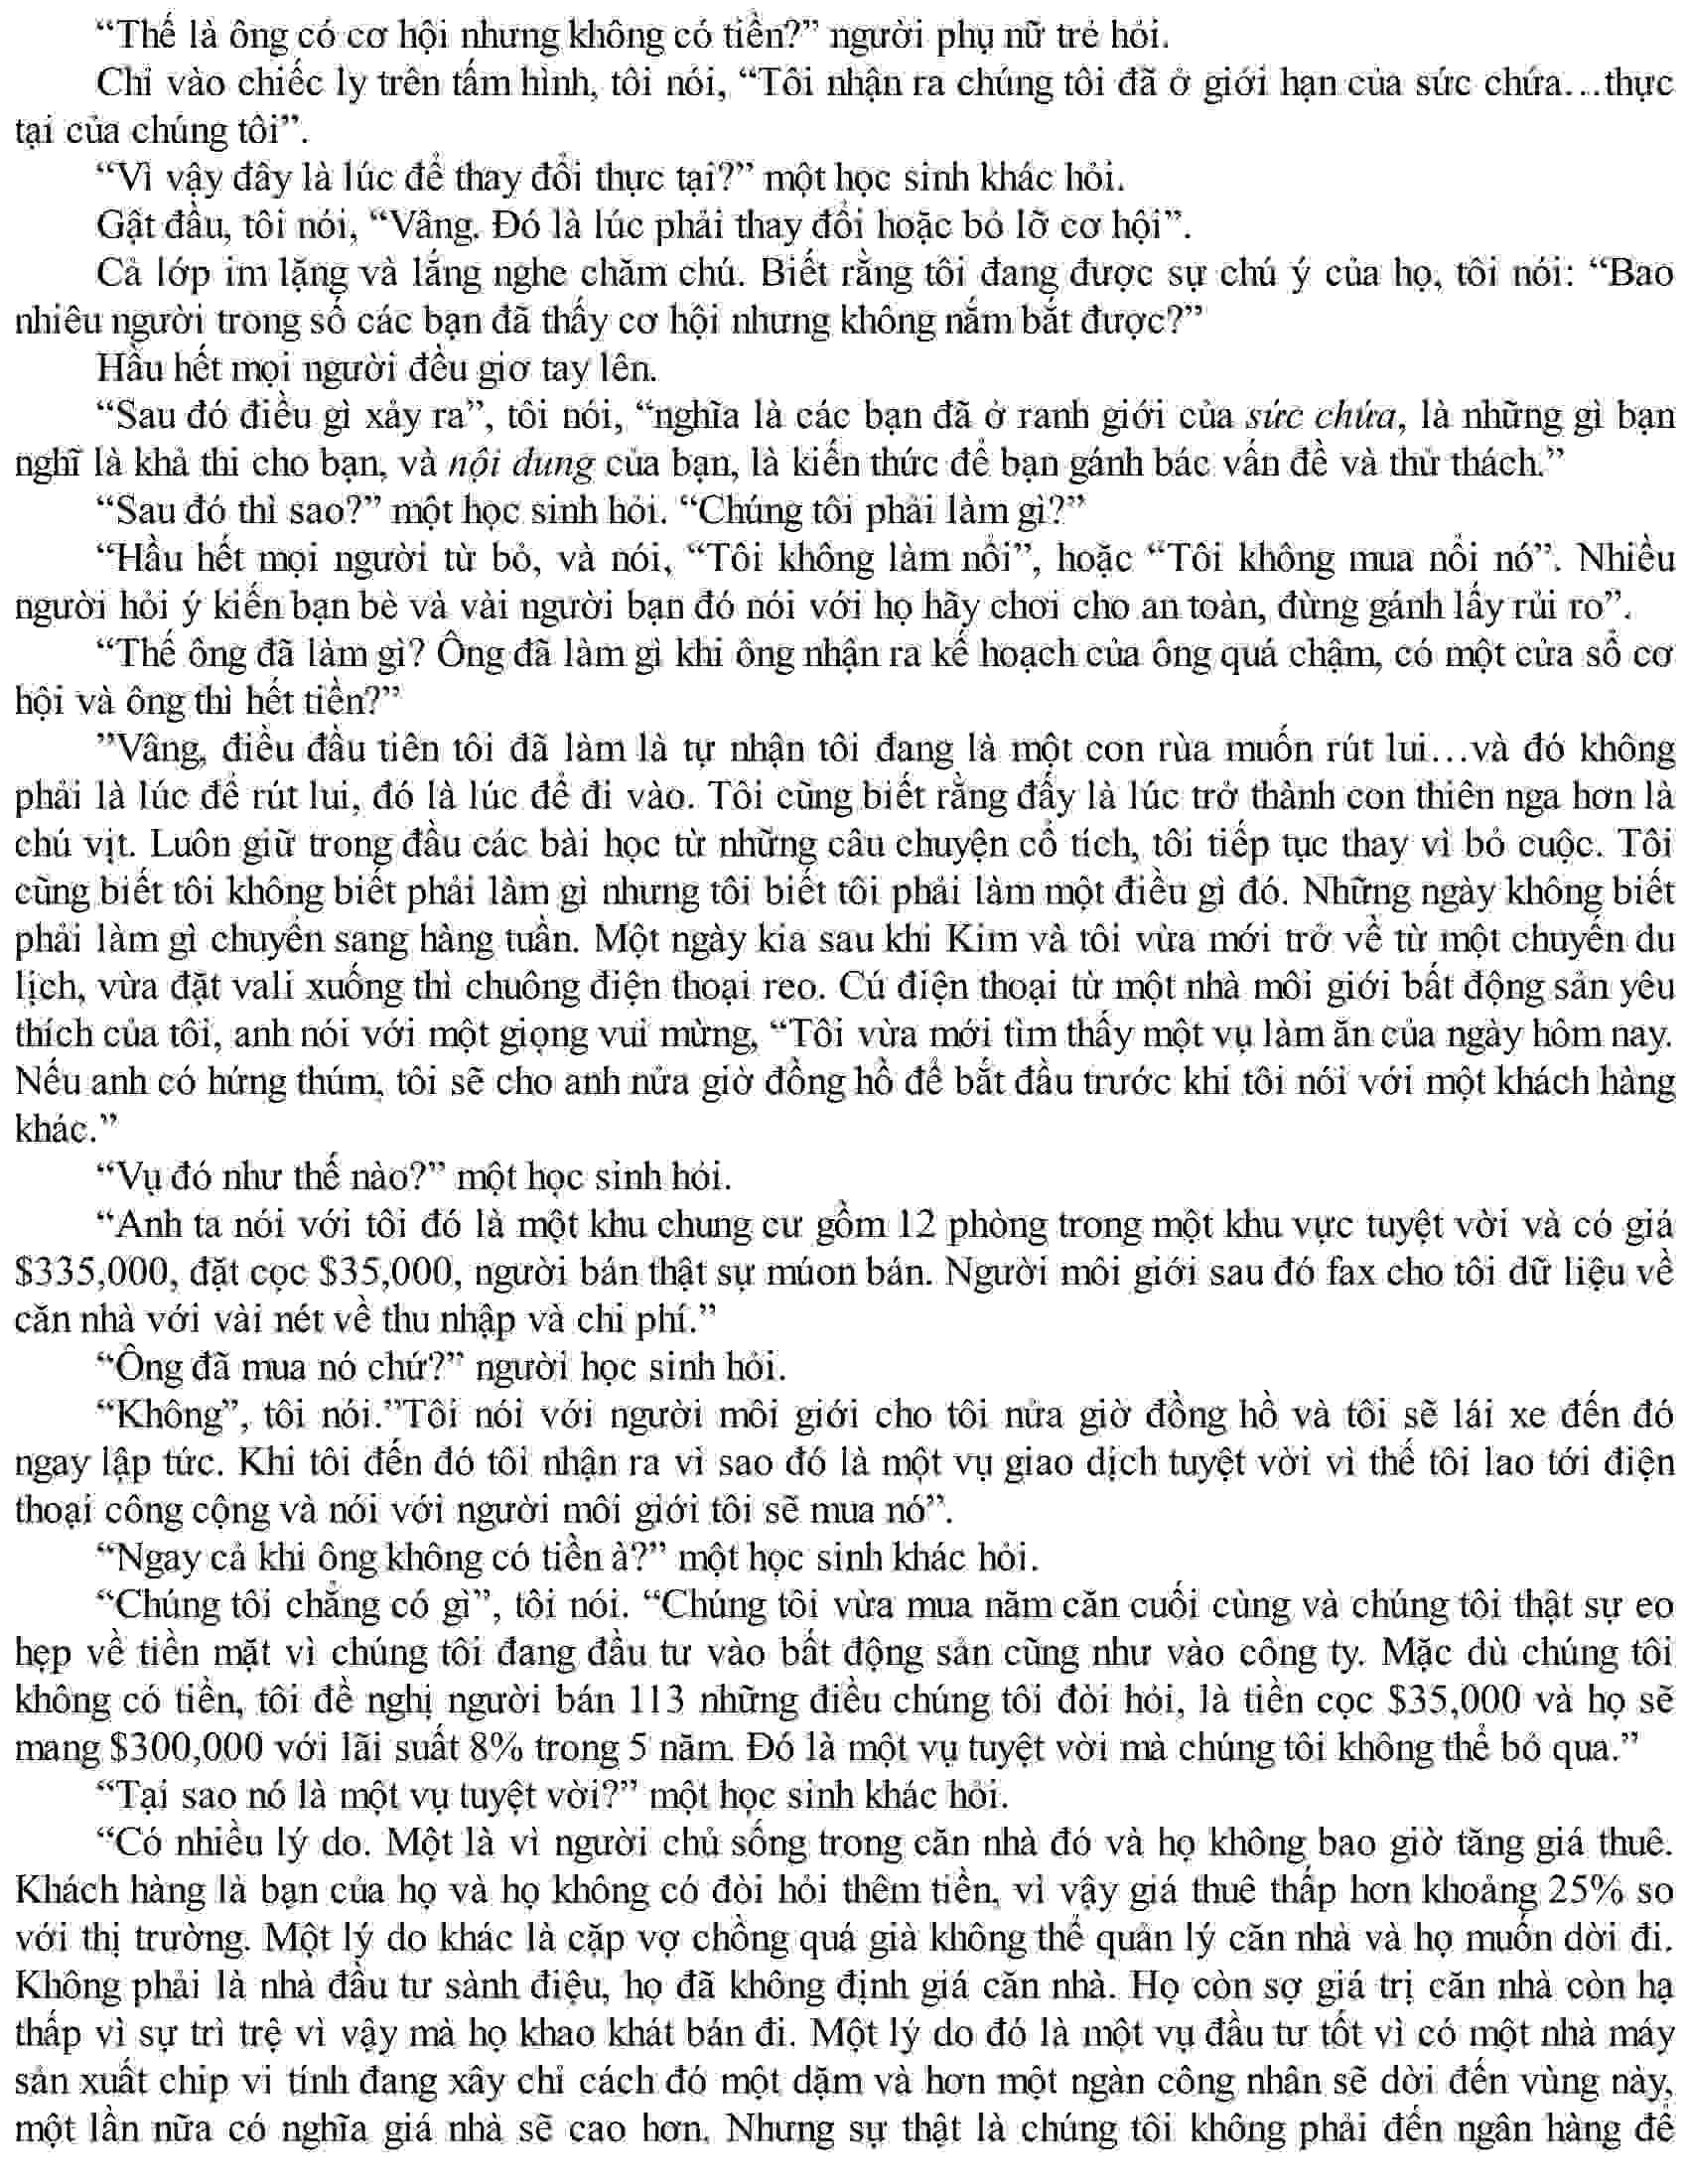 “Thế là ông có cơ hội nhưng không có tiền?” người phụ nữ trẻ hỏi.
Chỉ vào chiếc ly trên tấm hình, tôi nói, “Tôi nhận ra chúng tôi đã ở giới hạn của sức chứa...thực
tại của chúng tôi”.
“Vì vậy đây là lúc để thay đổi thực tại?” một học sinh khác hỏi.
Gật đầu, tôi nói, “Vâng. Đó là lúc phải thay đổi hoặc bỏ lỡ cơ hội”.
Cả lớp im lặng và lắng nghe chăm chú. Biết rằng tôi đang được sự chú ý của họ, tôi nói: “Bao
nhiêu người trong số các bạn đã thấy cơ hội nhưng không nắm bắt được?”
Hầu hết mọi người đều giơ tay lên.
“Sau đó điều gì xảy ra”, tôi nói, “nghĩa là các bạn đã ở ranh giới của sức chứa, là những gì bạn
nghĩ là khả thi cho bạn, và nội dung của bạn, là kiến thức để bạn gánh bác vấn đề và thử thách.”
“Sau đó thì sao?” một học sinh hỏi. “Chúng tôi phải làm gì?”
“Hầu hết mọi người từ bỏ, và nói, “Tôi không làm nổi”, hoặc “Tôi không mua nổi nó”. Nhiều
người hỏi ý kiến bạn bè và vài người bạn đó nói với họ hãy chơi cho an toàn, đừng gánh lấy rủi ro”.
“Thế ông đã làm gì? Ông đã làm gì khi ông nhận ra kế hoạch của ông quá chậm, có một cửa sổ cơ
hội và ông thì hết tiền?”
”Vâng, điều đầu tiên tôi đã làm là tự nhận tôi đang là một con rùa muốn rút lui...và đó không
phải là lúc để rút lui, đó là lúc để đi vào. Tôi cũng biết rằng đấy là lúc trở thành con thiên nga hơn là
chú vịt. Luôn giữ trong đầu các bài học từ những câu chuyện cổ tích, tôi tiếp tục thay vì bỏ cuộc. Tôi
cũng biết tôi không biết phải làm gì nhưng tôi biết tôi phải làm một điều gì đó. Những ngày không biết
phải làm gì chuyển sang hàng tuần. Một ngày kia sau khi Kim và tôi vừa mới trở về từ một chuyến du
lịch, vừa đặt vali xuống thì chuông điện thoại reo. Cú điện thoại từ một nhà môi giới bất động sản yêu
thích của tôi, anh nói với một giọng vui mừng, “Tôi vừa mới tìm thấy một vụ làm ăn của ngày hôm nay.
Nếu anh có hứng thúm, tôi sẽ cho anh nửa giờ đồng hồ để bắt đầu trước khi tôi nói với một khách hàng
khác.”
“Vụ đó như thế nào?” một học sinh hỏi.
“Anh ta nói với tôi đó là một khu chung cư gồm 12 phòng trong một khu vực tuyệt vời và có giá
$335,000, đặt cọc $35,000, người bán thật sự múon bán. Người môi giới sau đó fax cho tôi dữ liệu về
căn nhà với vài nét về thu nhập và chi phí.”
“Ông đã mua nó chứ?” người học sinh hỏi.
“Không”, tôi nói.”Tôi nói với người môi giới cho tôi nửa giờ đồng hồ và tôi sẽ lái xe đến đó
ngay lập tức. Khi tôi đến đó tôi nhận ra vì sao đó là một vụ giao dịch tuyệt vời vì thế tôi lao tới điện
thoại công cộng và nói với người môi giới tôi sẽ mua nó”.
“Ngay cả khi ông không có tiền à?” một học sinh khác hỏi.
“Chúng tôi chẳng có gì”, tôi nói. “Chúng tôi vừa mua năm căn cuối cùng và chúng tôi thật sự eo
hẹp về tiền mặt vì chúng tôi đang đầu tư vào bất động sản cũng như vào công ty. Mặc dù chúng tôi
không có tiền, tôi đề nghị người bán 113 những điều chúng tôi đòi hỏi, là tiền cọc $35,000 và họ sẽ
mang $300,000 với lãi suất 8% trong 5 năm. Đó là một vụ tuyệt vời mà chúng tôi không thể bỏ qua.”
“Tại sao nó là một vụ tuyệt vời?” một học sinh khác hỏi.
“Có nhiều lý do. Một là vì người chủ sống trong căn nhà đó và họ không bao giờ tăng giá thuê.
Khách hàng là bạn của họ và họ không có đòi hỏi thêm tiền, vì vậy giá thuê thấp hơn khoảng 25% so
với thị trường. Một lý do khác là cặp vợ chồng quá già không thể quản lý căn nhà và họ muốn dời đi.
Không phải là nhà đầu tư sành điệu, họ đã không định giá căn nhà. Họ còn sợ giá trị căn nhà còn hạ
thấp vì sự trì trệ vì vậy mà họ khao khát bán đi. Một lý do đó là một vụ đầu tư tốt vì có một nhà máy
sản xuất chip vi tính đang xây chỉ cách đó một dặm và hơn một ngàn công nhân sẽ dời đến vùng này,
một lần nữa có nghĩa giá nhà sẽ cao hơn. Nhưng sự thật là chúng tôi không phải đến ngân hàng để